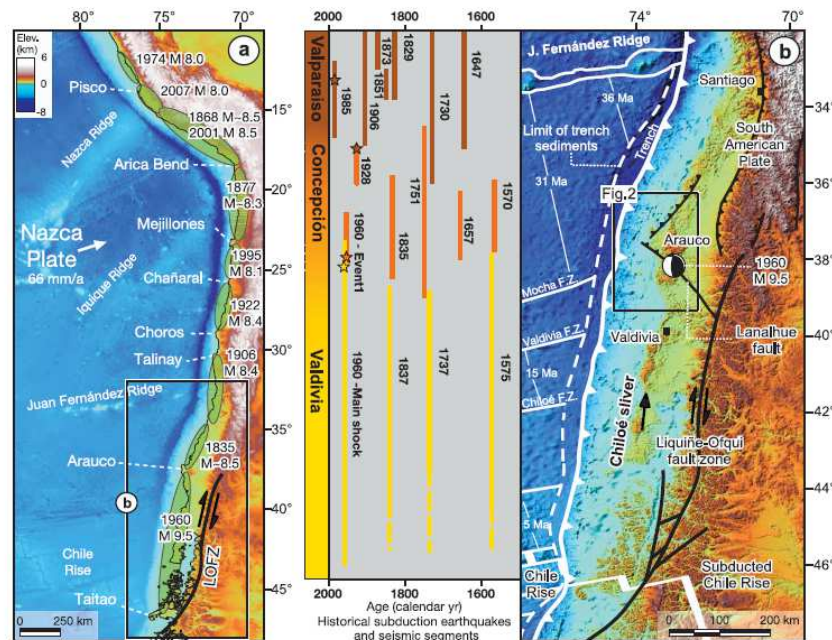 80°
75°
70°
Elev.
(km)
6
-8
a
1974 M 8.0
Pisco
2007 M 8.0
1868 M~8.5
2001 M 8.5
Nazca Ridge
Arica Bend
1877
M~8.3
Mejillones
Nazca
Plate
66 mm/a
Iquique Ridge
1995
M 8.1
Chañaral
1922
M 8.4
Choros
Talinay
1906
M 8.4
Juan Fernández Ridge
1835
M~8.5
Arauco
b
1960
M 9.5
LOFZ
Chile
Rise
Taitao
0 250 km
15°
20°
25°
30°
35°
40°
45°
2000
1800
1600
Valparaiso
Concepción
Valdivia
1985
1906
1851
1873
1829
1730
1647
1928
1960 - Event1
1835
1751
1657
1570
1960 -Main shock
1837
1737
1575
2000
1800
1600
Age (calendar yr)
Historical subduction earthquakes
and seismic segments
74°
70°
b
J. Fernández Ridge
Santiago
36 Ma
Limit of trench
sediments
Trench
South
American
Plate
31 Ma
Fig.2
Arauco
1960
M 9.5
Mocha F.Z.
Valdivia F.Z.
Valdivia
Lanalhue
fault
15 Ma
Chiloé F.Z.
Chiloé sliver
Liquiñe-Ofqui
fault zone
5 Ma
Chile
Rise
Subducted
Chile Rise
0 100 200 km
34°
36°
38°
40°
42°
44°
46°